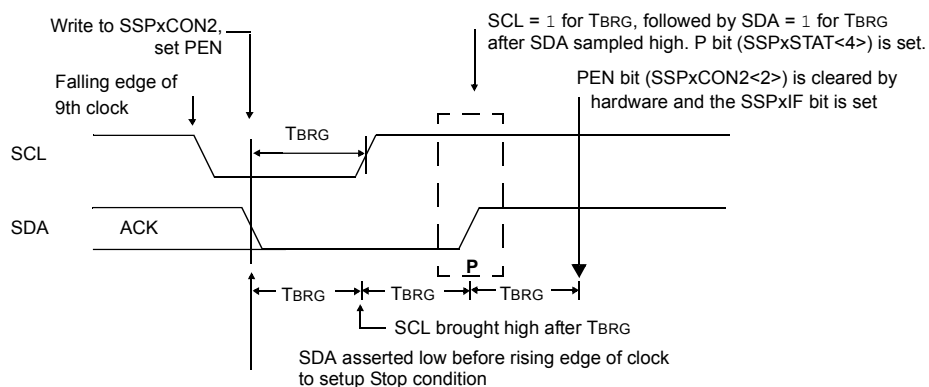 Write to SSPxCON2,
set PEN
SCL = 1 for TBRG, followed by SDA = 1 for TBRG
after SDA sampled high. P bit (SSPxSTAT<4>) is set.
Falling edge of
9th clock
PEN bit (SSPxCON2<2>) is cleared by
hardware and the SSPxIF bit is set
TBRG
SCL
SDA
ACK
P
TBRG
TBRG
TBRG
SCL brought high after TBRG
SDA asserted low before rising edge of clock
to setup Stop condition